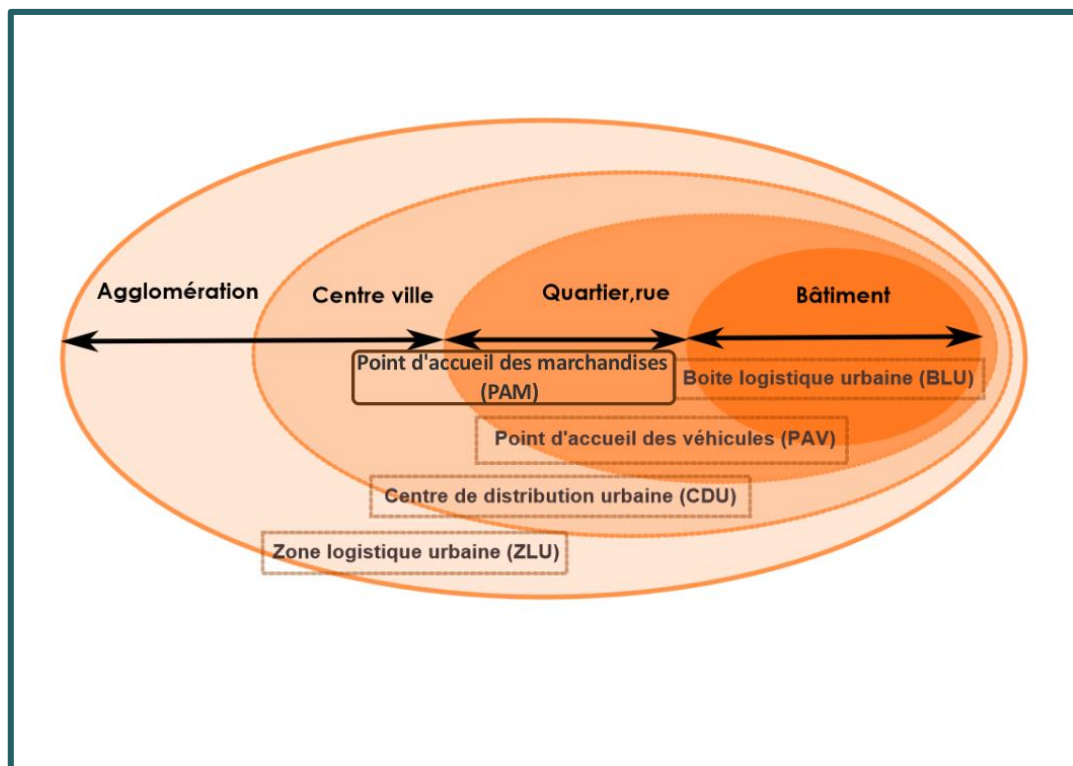 Agglomération
Centre ville
Quartier,rue
Bâtiment
Point d'accueil des marchandises
(PAM)
Boite logistique urbaine (BLU)
Point d'accueil des véhicules (PAV)
Centre de distribution urbaine (CDU)
Zone logistique urbaine (ZLU)